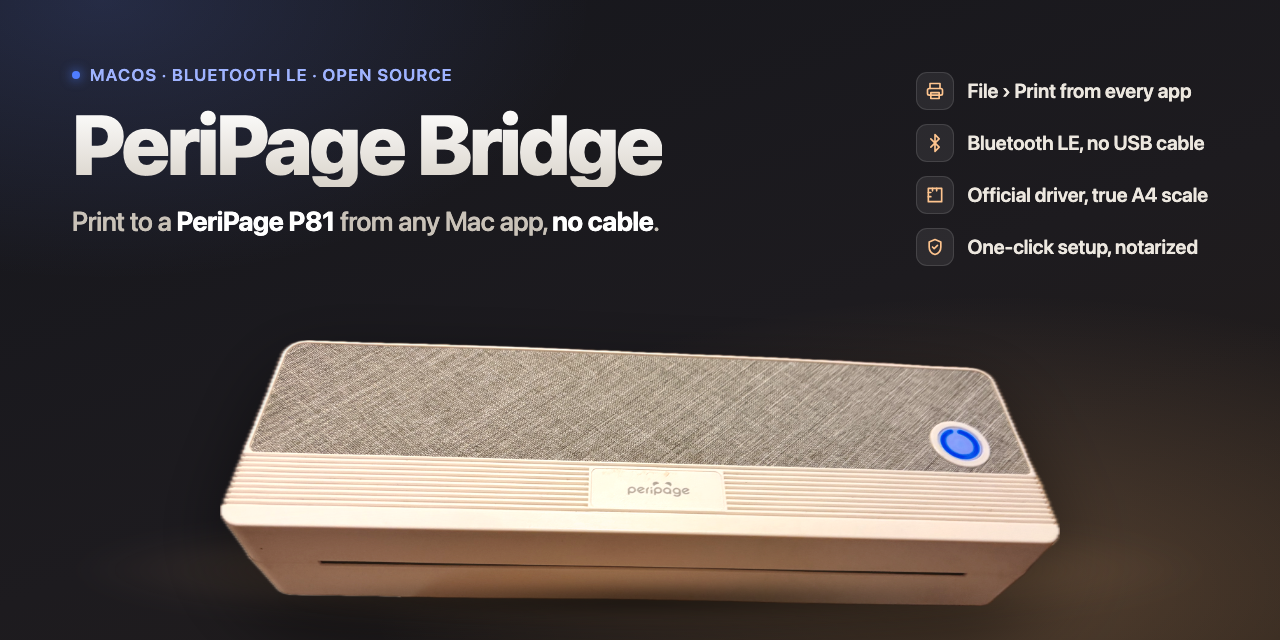 MACOS · BLUETOOTH LE · OPEN SOURCE
PeriPage Bridge
Print to a PeriPage P81 from any Mac app, no cable.
File › Print from every app
Bluetooth LE, no USB cable
Official driver, true A4 scale
One-click setup, notarized
peripage